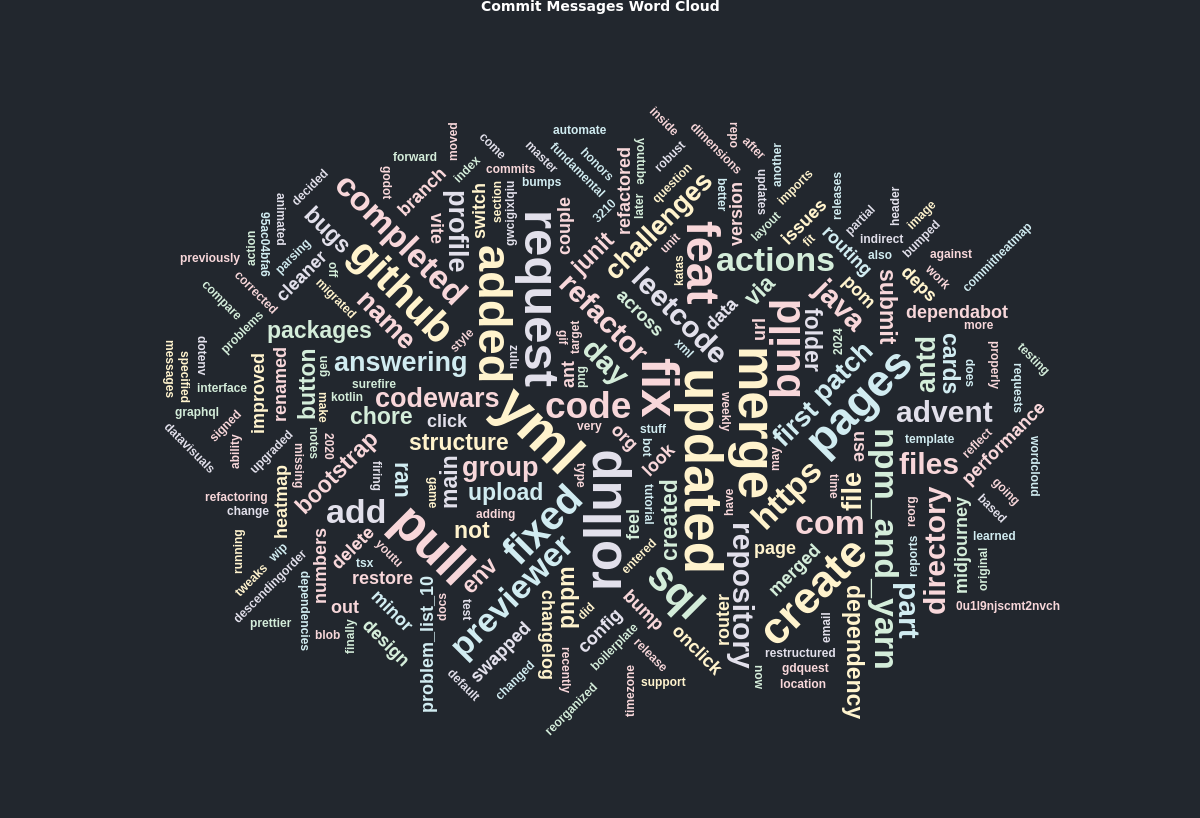 Commit Messages Word Cloud
inside
repo
dimensions
after
another
automate
moved
come
master
fundamental
honors
youtube
robust
forward
index
commits
bumps
godot
branch
decided
completed
switch
section
gwcigixlqlu
3210
refactored
later
question
better
updates
imports
releases
header
image
partial
layout
version
challenges
issues
fit
routing
indirect
bumped
commitheatmap
animated
95ac04bfa6
action
bugs
parsing
vite
profile
couple
junit
unit
feat
actions
also
against
previously
cleaner
off
github
added
request
refactor
katas
leetcode
across
via
pom
deps
work
corrected
migrated
name
java
submit
dependabot
more
compare
problems
packages
style
zunz
gif
target
day
xml
data
url
pling
folder
2024
dotenv
messages
specified
interface
improved
renamed
button
gen
answering
surefire
kotlin
make
codewars
chore
click
ant
png
code
very
fix
updated
merge
weekly
first patch
pages
antd
cards
does
properly
requests
testing
advent
graphql
datavisuals
signed
ability
upgraded
missing
notes
2020
bootstrap
structure
yml
org
stuff
bot
look
may
use
template
reflect
performance
files
wordcloud
refactoring
change
heatmap
firing
ran
game
main
group
upload
adding
type
dnllor
tutorial
have
https
time
file
npm_and_yarn
reorg
going
based
directory
midjourney
learned
running
wip
tweaks
descendingorder
add
numbers
delete
youtu
pull
not
fixed
feel
created
com
repository
page
merged
create
reports
original
part
0u1l9njscmt2nvch
prettier
dependencies
blob
out
finally
tsx
restore
minor
design
docs
test
env
previewer
pnpm
did
entered
sql
bump
router
dependency
problem_list_10
swapped
changelog
config
boilerplate
release
onclick
email
restructured
gdquest
location
now
default
changed
recently
reorganized
timezone
support